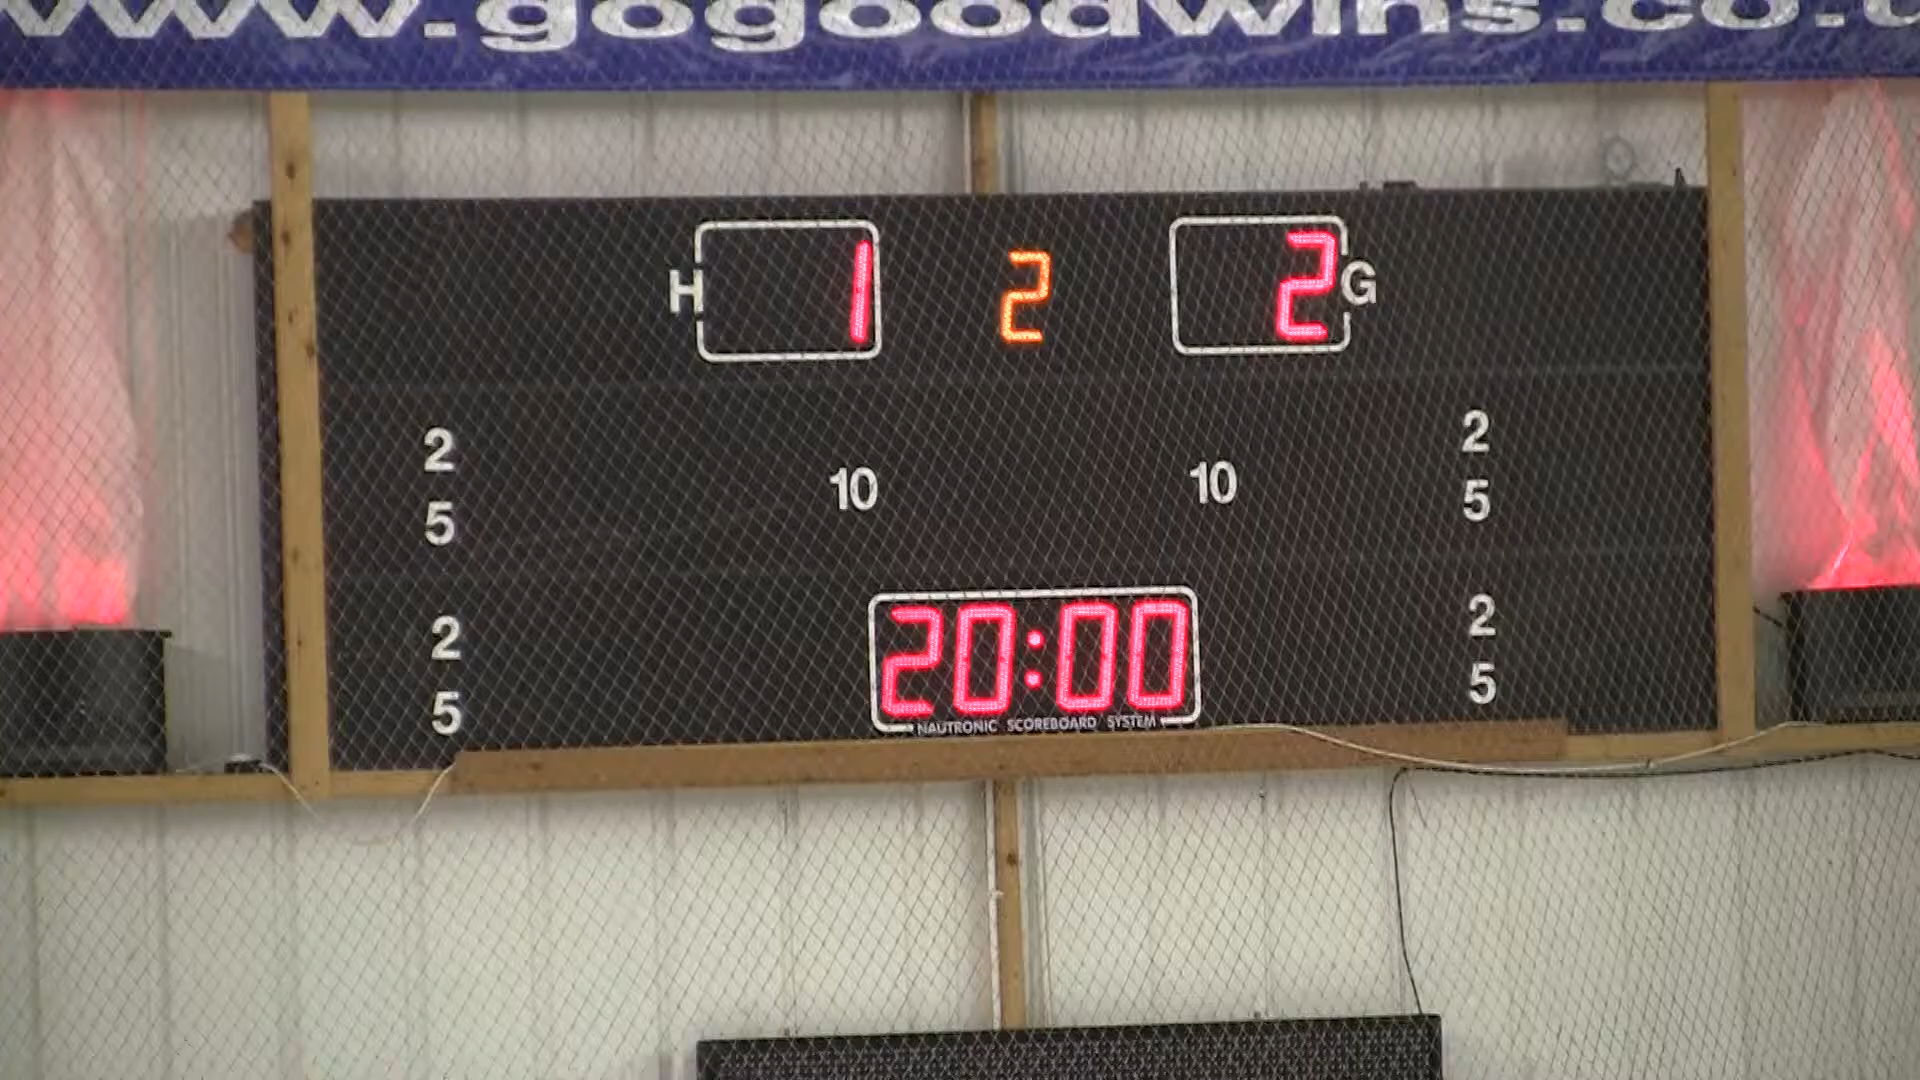 www.gogoodwins.co.u
H 1 2 2 G
2 2
10 10
5 5
2 2
20:00
5 5
NAUTRONIC SCOREBOARD SYSTEM